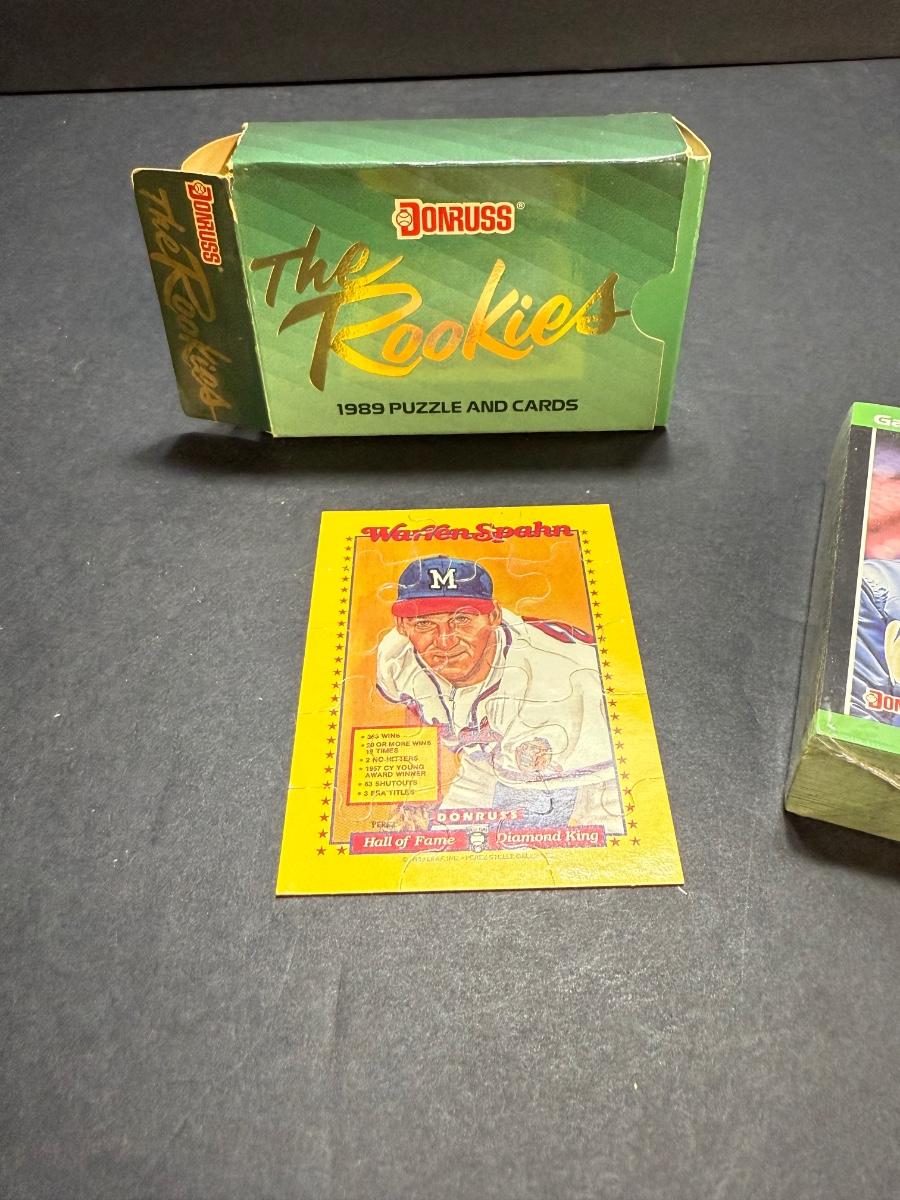 DONRUSS®
The
Rookies
1989 PUZZLE AND CARDS
DONRUSS
The Rookies
Warren Spahn
M
• 363 WINS
• 20 OR MORE WINS
13 TIMES
• 2 NO-HITTERS
• 1957 CY YOUNG
AWARD WINNER
• 63 SHUTOUTS
• 3 ERA TITLES
PEREZ
DONRUSS
Hall of Fame
Diamond King